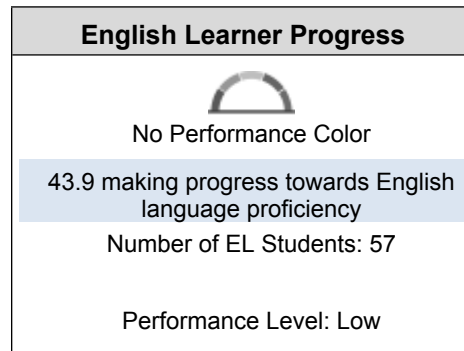 English Learner Progress
No Performance Color
43.9 making progress towards English
language proficiency
Number of EL Students: 57
Performance Level: Low